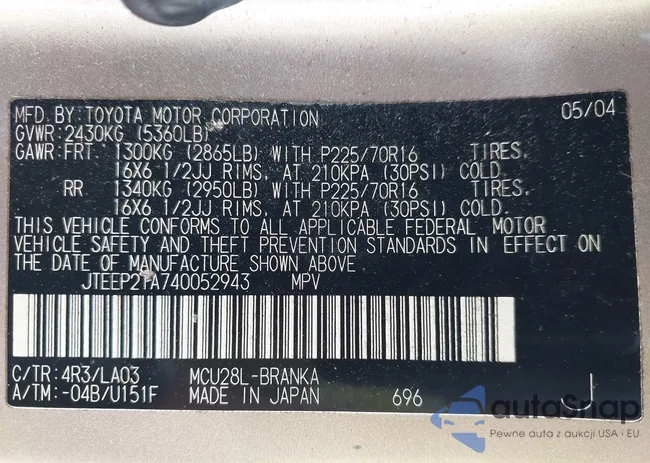 MFD.BY:TOYOTA MOTOR CORPORATION 05/04
GVWR:2430KG (5360LB)
GAWR:FRT 1300KG (2865LB) WITH P225/70R16 TIRES,
16X6 1/2JJ RIMS, AT 210KPA (30PSI) COLD.
RR 1340KG (2950LB) WITH P225/70R16 TIRES,
16X6 1/2JJ RIMS, AT 210KPA (30PSI) COLD.
THIS VEHICLE CONFORMS TO ALL APPLICABLE FEDERAL MOTOR
VEHICLE SAFETY AND THEFT PREVENTION STANDARDS IN EFFECT ON
THE DATE OF MANUFACTURE SHOWN ABOVE
JTEEP21A740052943 MPV
C/TR: 4R3/LA03 MCU28L-BRANKA
A/TM: -04B/U151F MADE IN JAPAN 696 J
autaSnap
Pewne auta z aukcji USA i EU